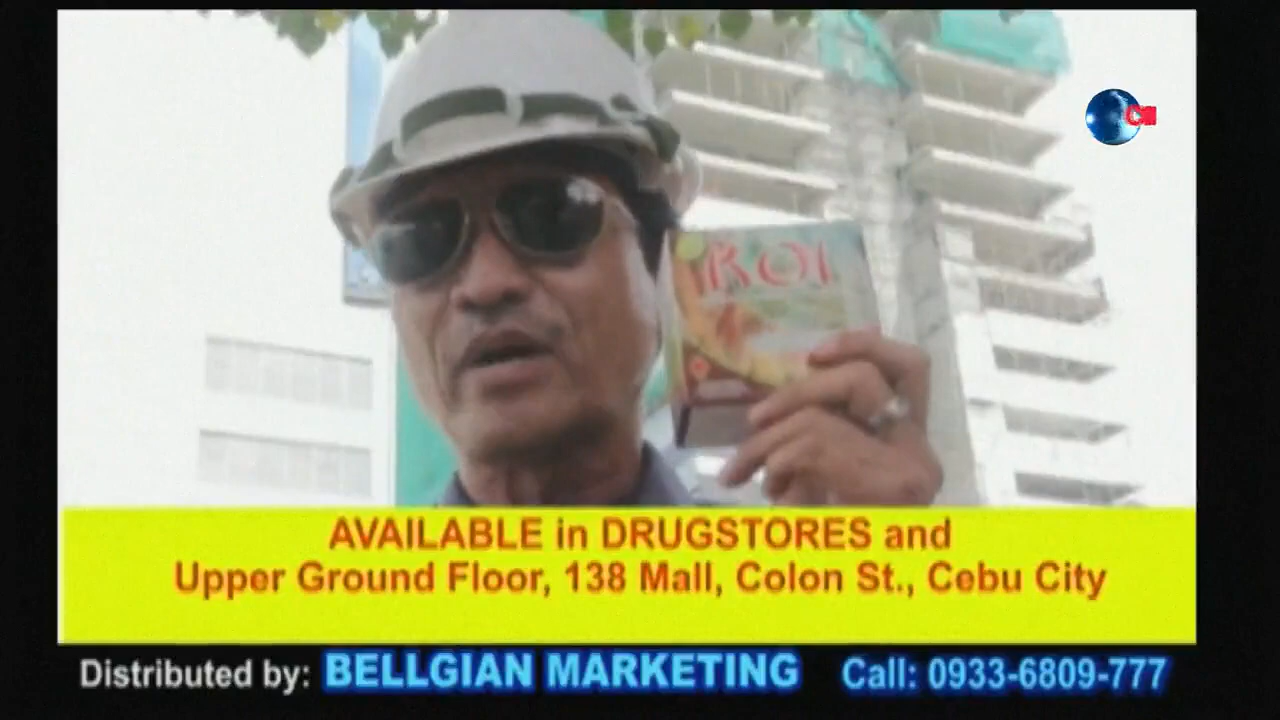 ROI
AVAILABLE in DRUGSTORES and
Upper Ground Floor, 138 Mall, Colon St., Cebu City
Distributed by: BELLGIAN MARKETING Call: 0933-6809-777